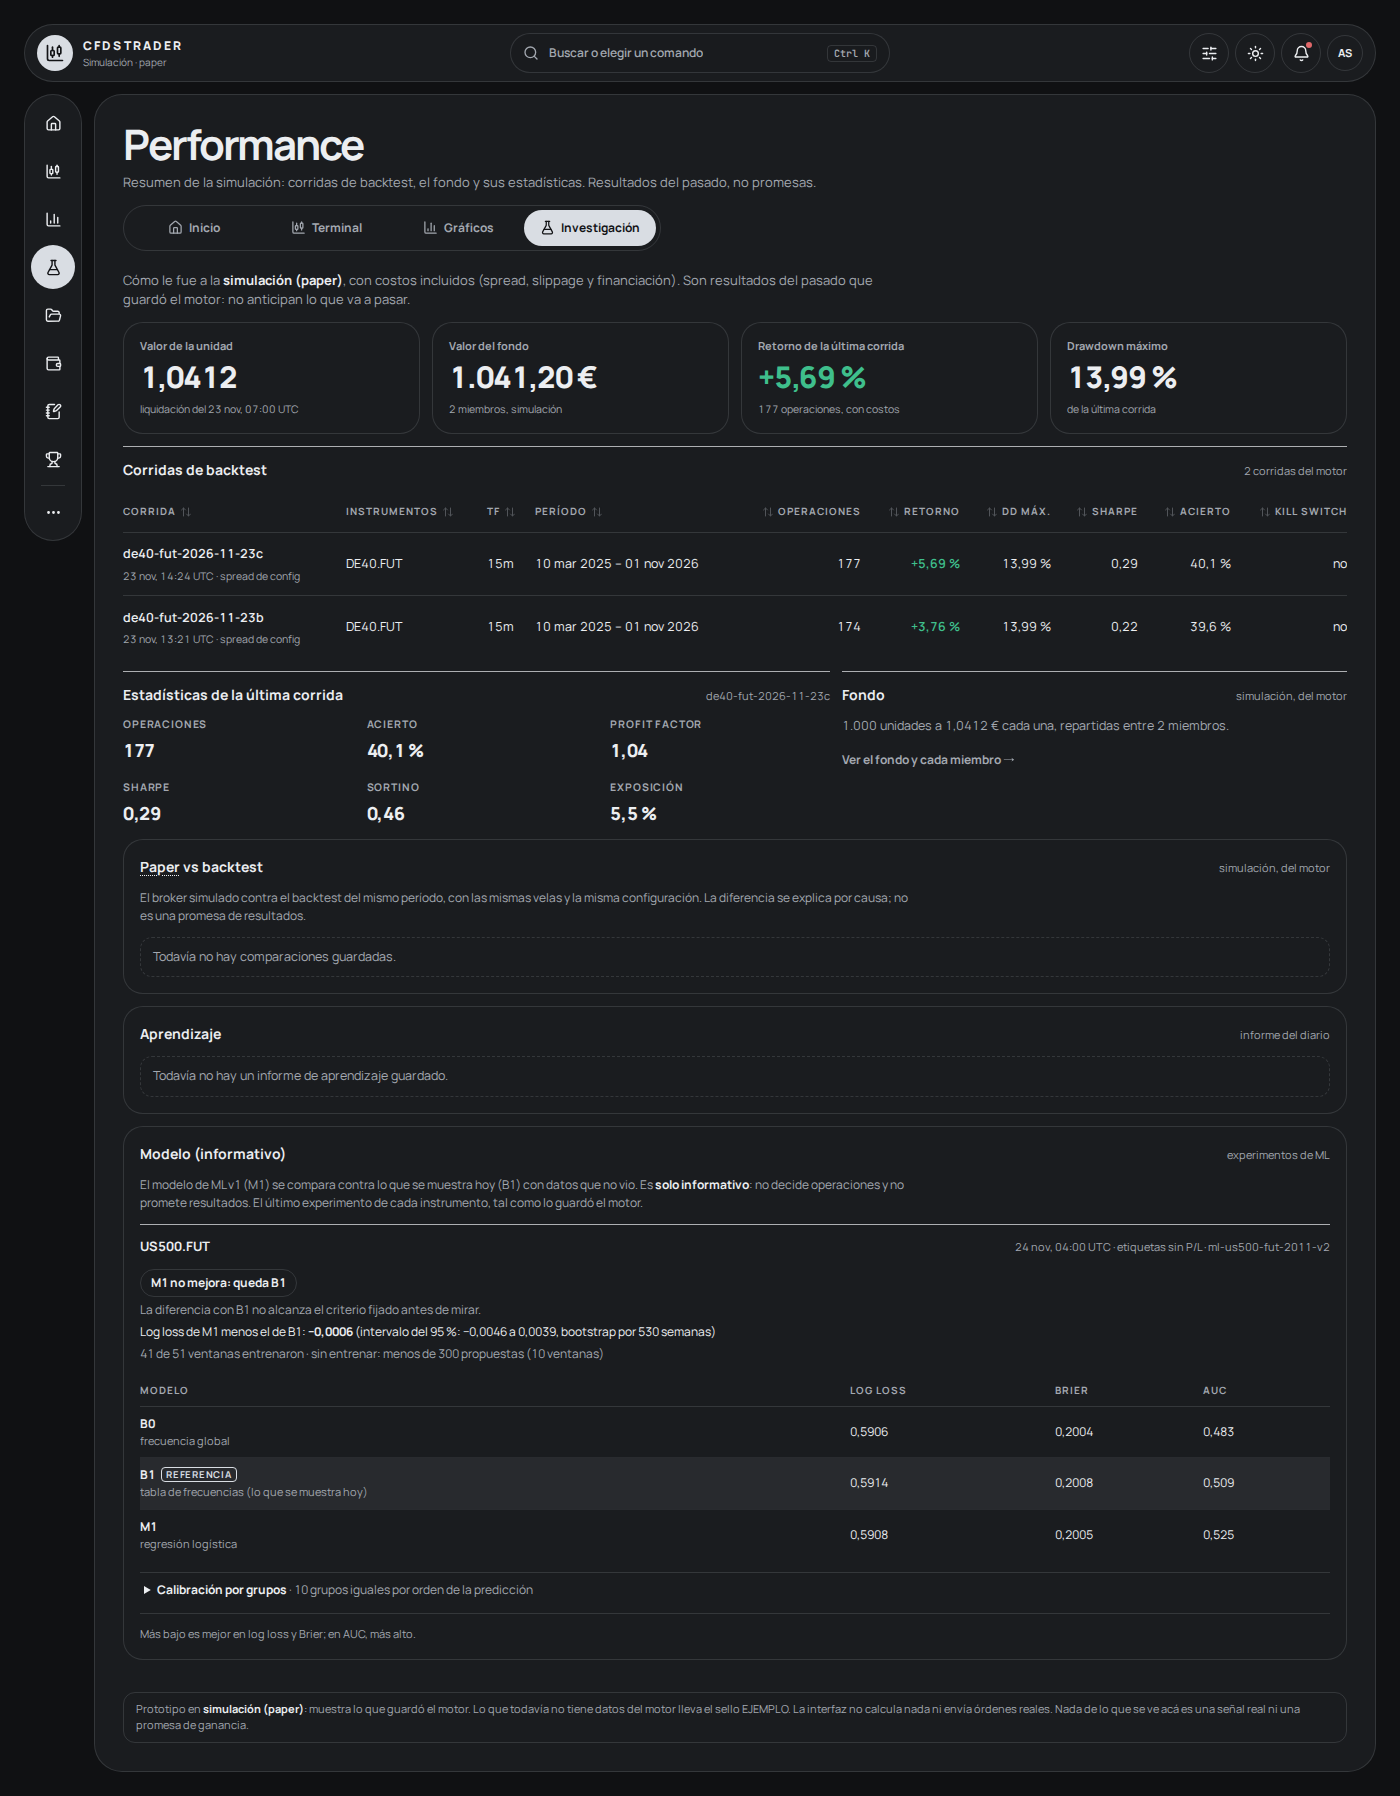 CFDSTRADER
Simulación · paper
Buscar o elegir un comando
Ctrl K
AS
Performance
Resumen de la simulación: corridas de backtest, el fondo y sus estadísticas. Resultados del pasado, no promesas.
Inicio
Terminal
Gráficos
Investigación
Cómo le fue a la simulación (paper), con costos incluidos (spread, slippage y financiación). Son resultados del pasado que
guardó el motor: no anticipan lo que va a pasar.
Valor de la unidad
1,0412
liquidación del 23 nov, 07:00 UTC
Valor del fondo
1.041,20 €
2 miembros, simulación
Retorno de la última corrida
+5,69 %
177 operaciones, con costos
Drawdown máximo
13,99 %
de la última corrida
Corridas de backtest
2 corridas del motor
CORRIDA INSTRUMENTOS TF PERÍODO OPERACIONES RETORNO DD MÁX. SHARPE ACIERTO KILL SWITCH
de40-fut-2026-11-23c
23 nov, 14:24 UTC · spread de config
DE40.FUT 15m 10 mar 2025 – 01 nov 2026 177 +5,69 % 13,99 % 0,29 40,1 % no
de40-fut-2026-11-23b
23 nov, 13:21 UTC · spread de config
DE40.FUT 15m 10 mar 2025 – 01 nov 2026 174 +3,76 % 13,99 % 0,22 39,6 % no
Estadísticas de la última corrida
de40-fut-2026-11-23c
OPERACIONES
177
ACIERTO
40,1 %
PROFIT FACTOR
1,04
SHARPE
0,29
SORTINO
0,46
EXPOSICIÓN
5,5 %
Fondo
simulación, del motor
1.000 unidades a 1,0412 € cada una, repartidas entre 2 miembros.
Ver el fondo y cada miembro →
Paper vs backtest
simulación, del motor
El broker simulado contra el backtest del mismo período, con las mismas velas y la misma configuración. La diferencia se explica por causa; no
es una promesa de resultados.
Todavía no hay comparaciones guardadas.
Aprendizaje
informe del diario
Todavía no hay un informe de aprendizaje guardado.
Modelo (informativo)
experimentos de ML
El modelo de ML v1 (M1) se compara contra lo que se muestra hoy (B1) con datos que no vio. Es solo informativo: no decide operaciones y no
promete resultados. El último experimento de cada instrumento, tal como lo guardó el motor.
US500.FUT
24 nov, 04:00 UTC · etiquetas sin P/L · ml-us500-fut-2011-v2
M1 no mejora: queda B1
La diferencia con B1 no alcanza el criterio fijado antes de mirar.
Log loss de M1 menos el de B1: −0,0006 (intervalo del 95 %: −0,0046 a 0,0039, bootstrap por 530 semanas)
41 de 51 ventanas entrenaron · sin entrenar: menos de 300 propuestas (10 ventanas)
MODELO LOG LOSS BRIER AUC
B0
frecuencia global
0,5906 0,2004 0,483
B1 REFERENCIA
tabla de frecuencias (lo que se muestra hoy)
0,5914 0,2008 0,509
M1
regresión logística
0,5908 0,2005 0,525
Calibración por grupos · 10 grupos iguales por orden de la predicción
Más bajo es mejor en log loss y Brier; en AUC, más alto.
Prototipo en simulación (paper): muestra lo que guardó el motor. Lo que todavía no tiene datos del motor lleva el sello EJEMPLO. La interfaz no calcula nada ni envía órdenes reales. Nada de lo que se ve acá es una señal real ni una
promesa de ganancia.